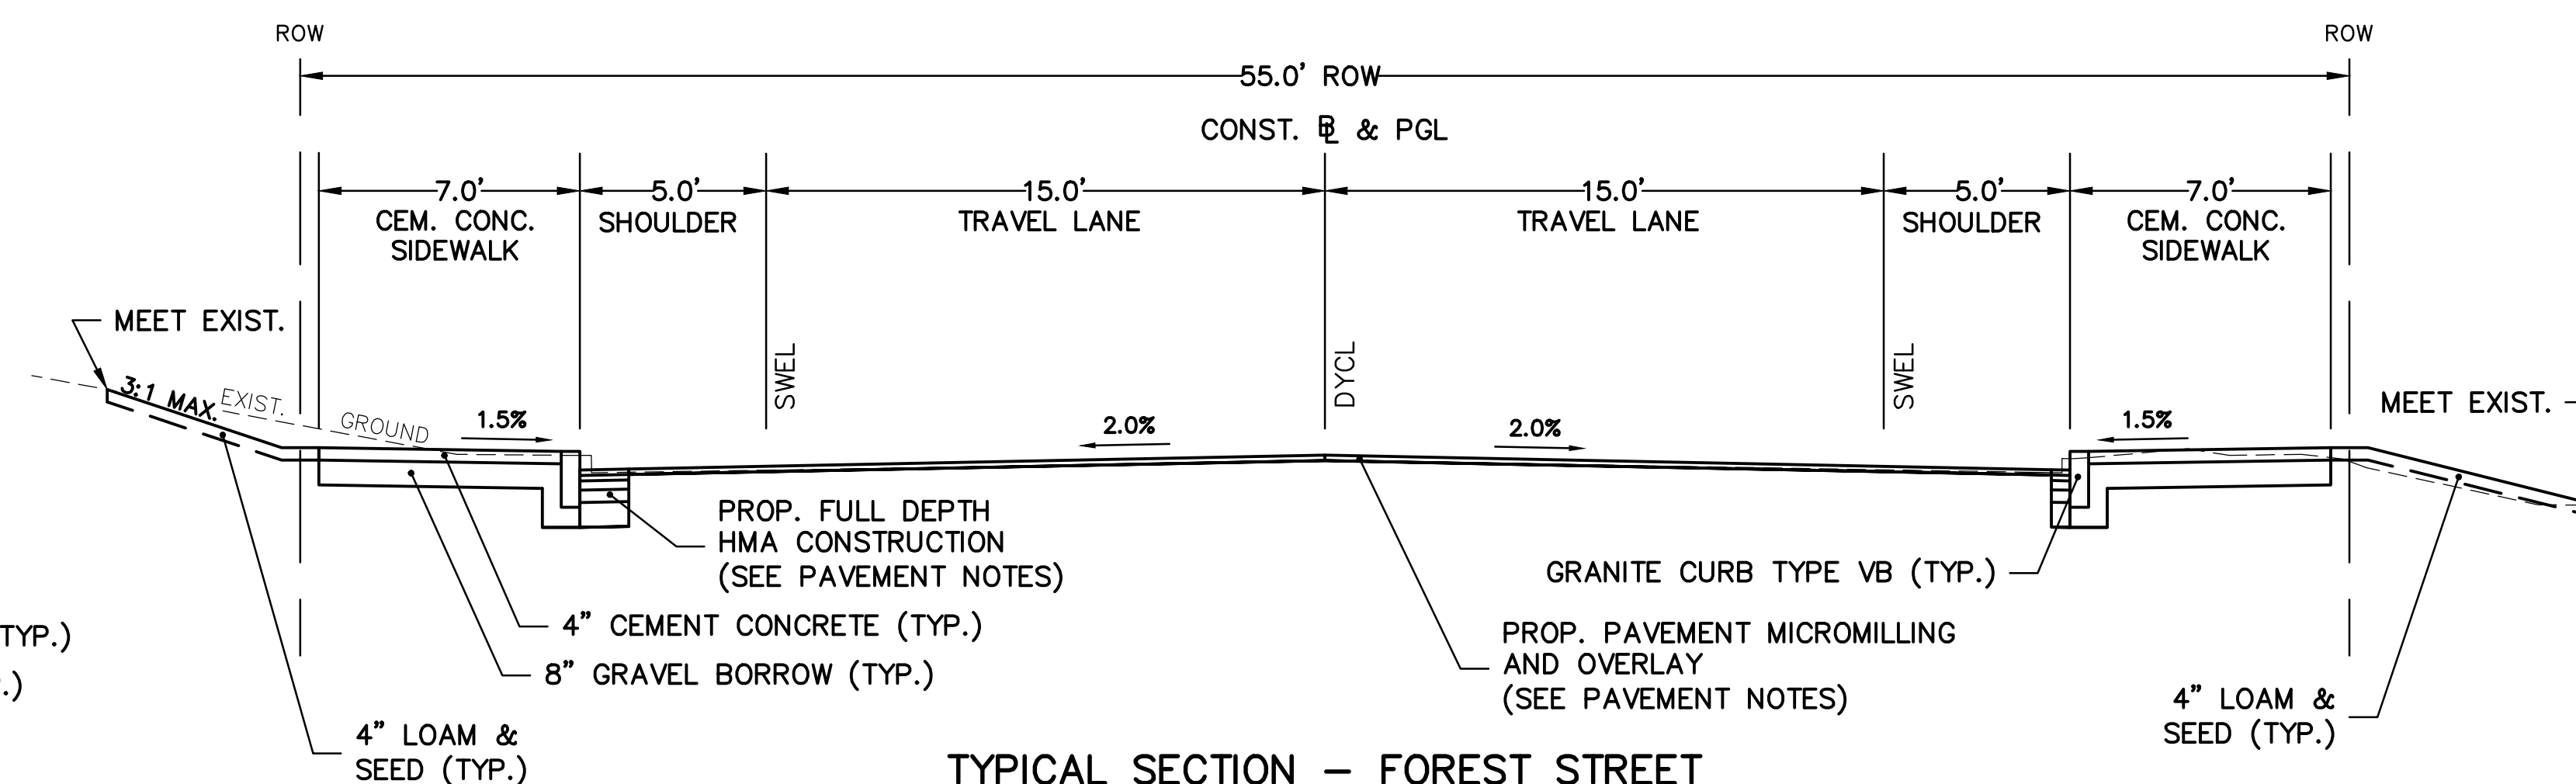 ROW
ROW
55.0' ROW
CONST. BL & PGL
7.0'
5.0'
15.0'
15.0'
5.0'
7.0'
CEM. CONC.
SIDEWALK
SHOULDER
TRAVEL LANE
TRAVEL LANE
SHOULDER
CEM. CONC.
SIDEWALK
MEET EXIST.
SWEL
DYCL
SWEL
MEET EXIST.
3:1 MAX.
EXIST.
GROUND
1.5%
2.0%
2.0%
1.5%
PROP. FULL DEPTH
HMA CONSTRUCTION
(SEE PAVEMENT NOTES)
GRANITE CURB TYPE VB (TYP.)
4" CEMENT CONCRETE (TYP.)
8" GRAVEL BORROW (TYP.)
PROP. PAVEMENT MICROMILLING
AND OVERLAY
(SEE PAVEMENT NOTES)
TYP.)
.)
4" LOAM &
SEED (TYP.)
4" LOAM &
SEED (TYP.)
TYPICAL SECTION – FOREST STREET